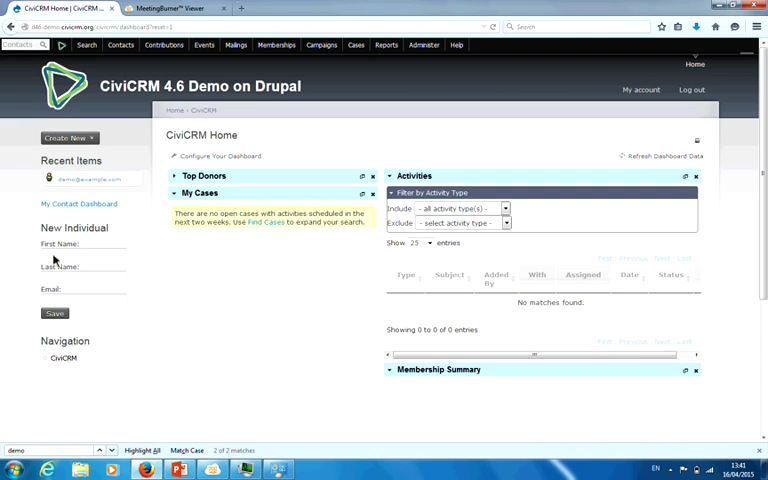 CiviCRM Home | CiviCRM ...
MeetingBurner™ Viewer
d46.demo.civicrm.org/civicrm/dashboard?reset=1
Search
Contacts
Search
Contacts
Contributions
Events
Mailings
Memberships
Campaigns
Cases
Reports
Administer
Help
Home
CiviCRM 4.6 Demo on Drupal
My account
Log out
Home » CiviCRM
CiviCRM Home
Create New
Configure Your Dashboard
Refresh Dashboard Data
Recent Items
demo@example.com
Top Donors
Activities
My Cases
Filter by Activity Type
My Contact Dashboard
There are no open cases with activities scheduled in the
next two weeks. Use Find Cases to expand your search.
Include - all activity type(s) -
Exclude - select activity type -
New Individual
First Name:
Last Name:
Email:
Save
Show 25 entries
First Previous Next Last
Type
Subject
Added By
With
Assigned
Date
Status
No matches found.
Showing 0 to 0 of 0 entries
First Previous Next Last
Navigation
CiviCRM
Membership Summary
demo
Highlight All
Match Case
2 of 2 matches
EN
13:41
16/04/2015